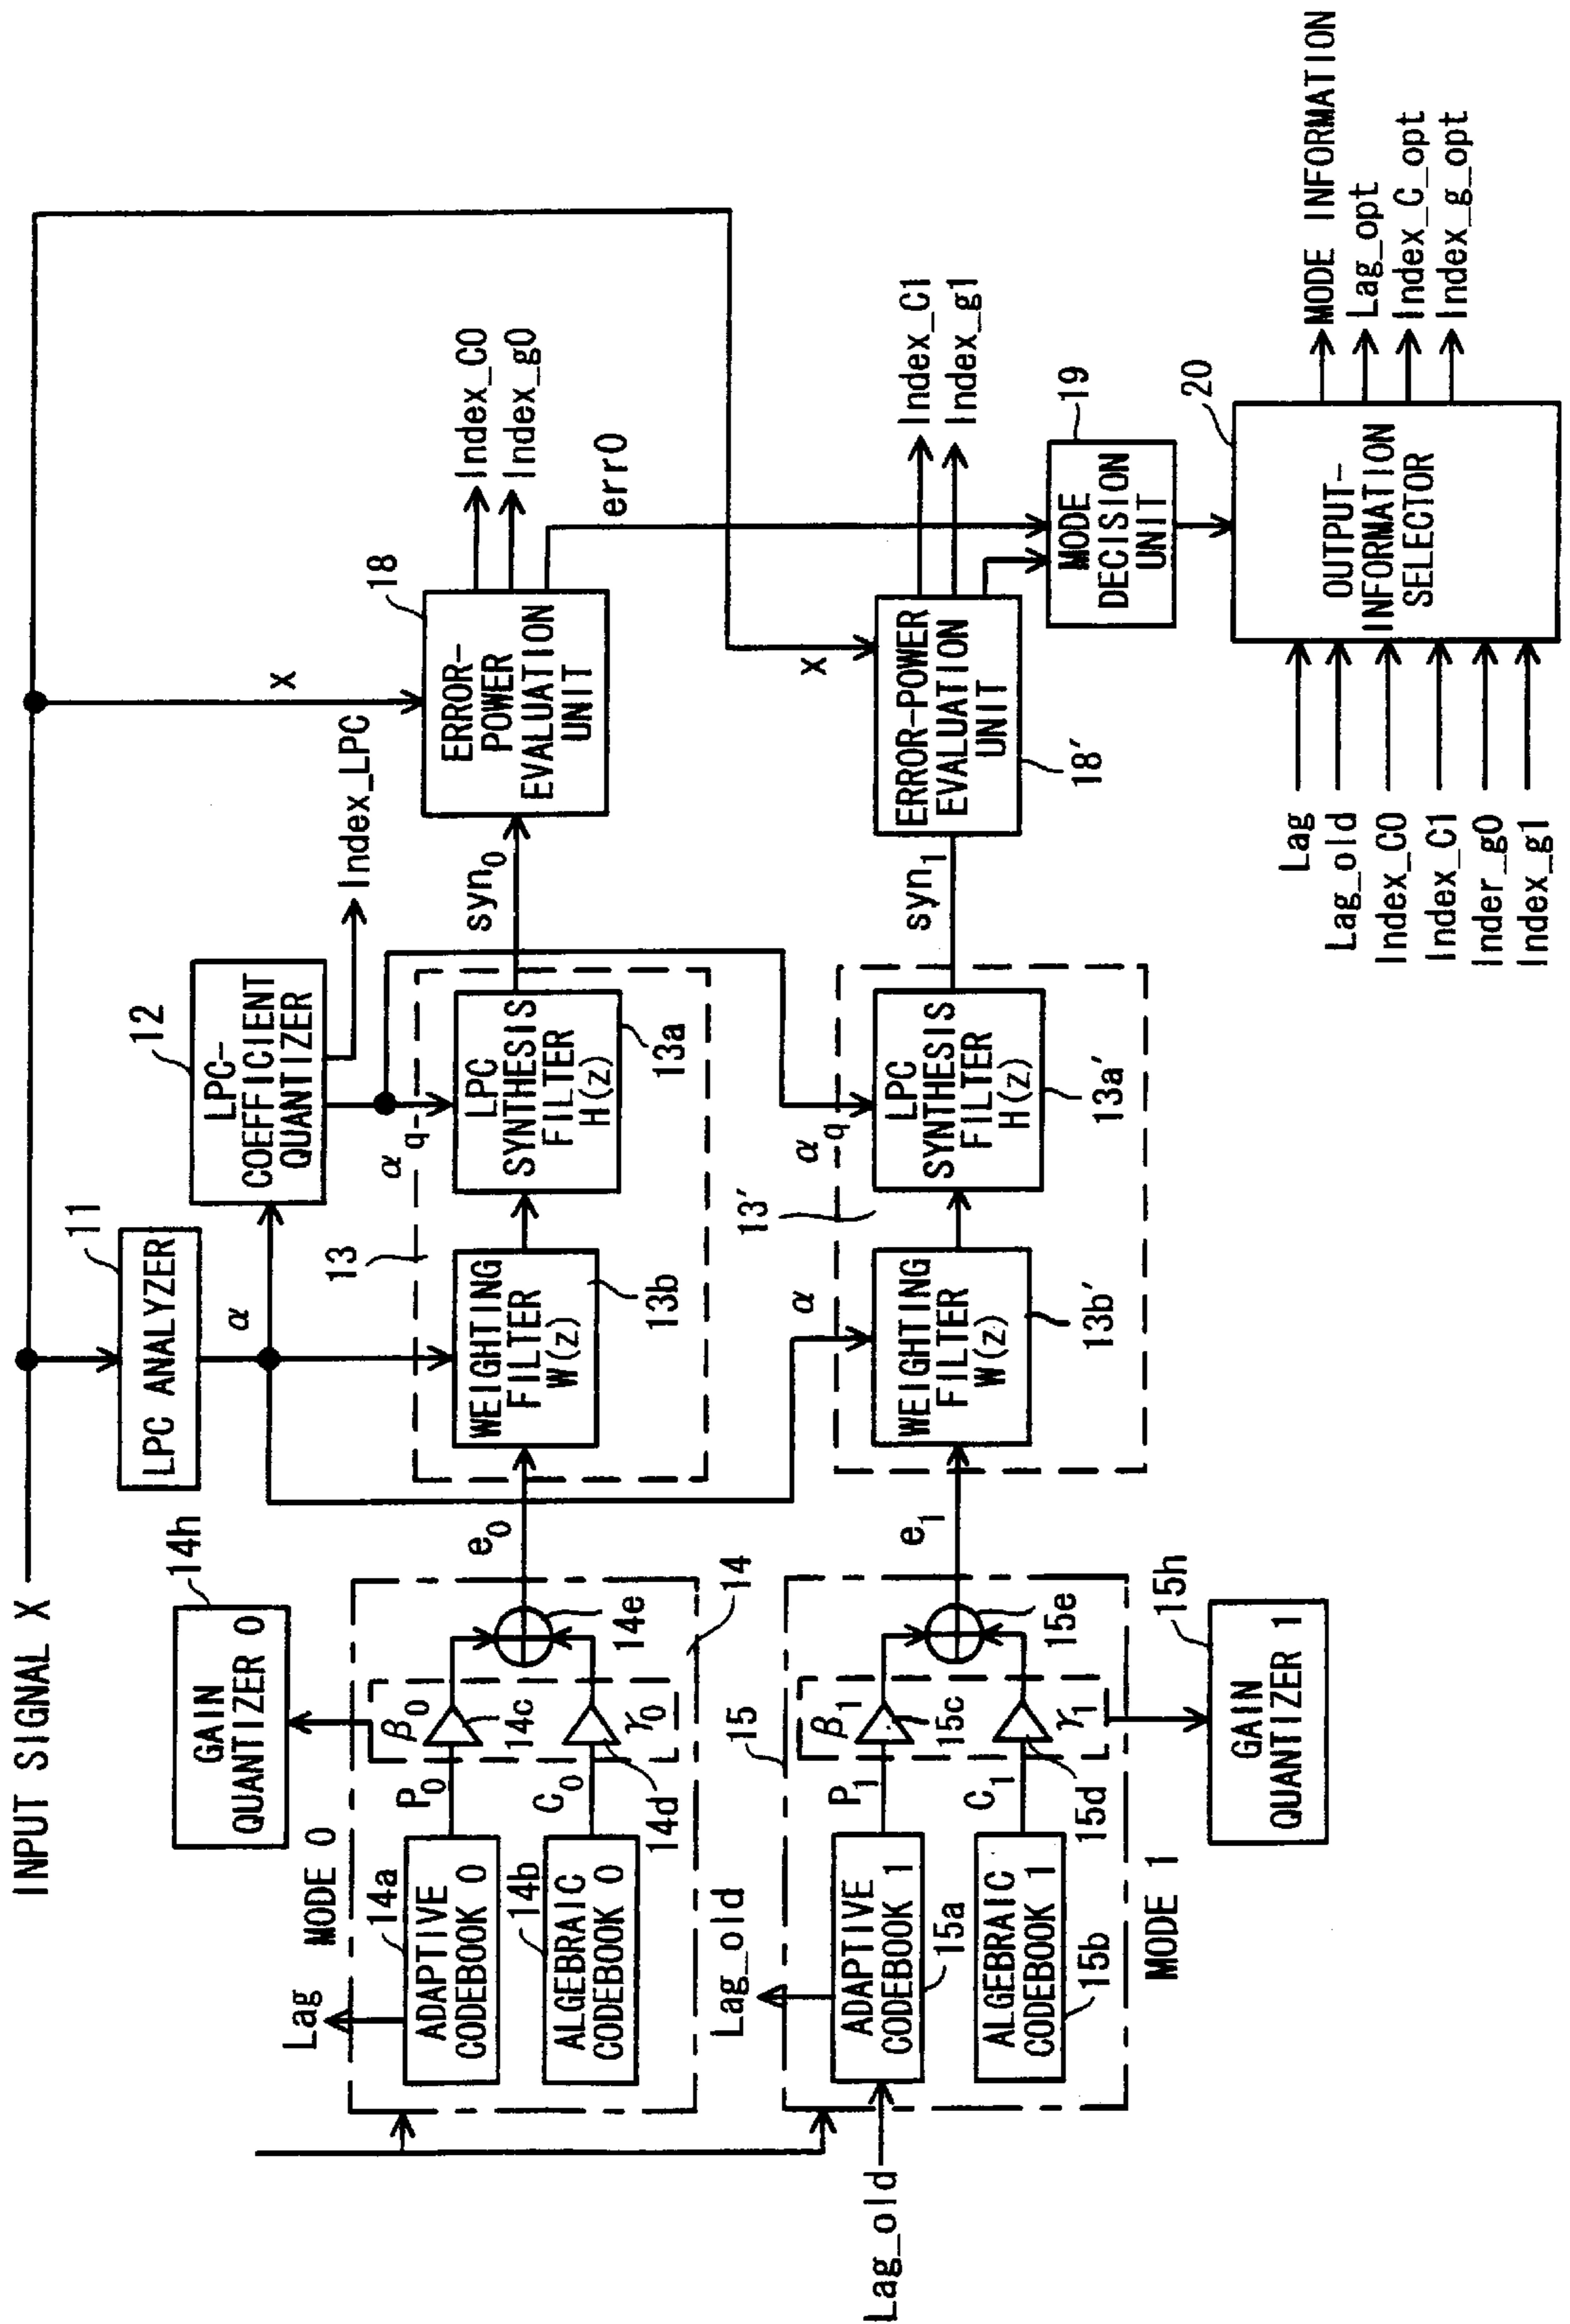 INPUT SIGNAL X
11
LPC ANALYZER
α
12
LPC-
COEFFICIENT
QUANTIZER
Index_LPC
14h
GAIN
QUANTIZER 0
MODE 0
Lag
14a
ADAPTIVE
CODEBOOK 0
14b
ALGEBRAIC
CODEBOOK 0
P0
C0
β0
14c
γ0
14d
14e
14
e0
13
WEIGHTING
FILTER
W(z)
13b
αq
LPC
SYNTHESIS
FILTER
H(z)
13a
syn0
x
18
ERROR-
POWER
EVALUATION
UNIT
Index_C0
Index_g0
err0
Lag_old
Lag_old
15
15a
ADAPTIVE
CODEBOOK 1
ALGEBRAIC
CODEBOOK 1
15b
MODE 1
P1
C1
β1
15c
γ1
15d
15e
15h
GAIN
QUANTIZER 1
e1
α
13'
WEIGHTING
FILTER
W(z)
13b'
αq
LPC
SYNTHESIS
FILTER
H(z)
13a'
syn1
x
ERROR-POWER
EVALUATION
UNIT
18'
Index_C1
Index_g1
19
MODE
DECISION
UNIT
20
OUTPUT-
INFORMATION
SELECTOR
Lag
Lag_old
Index_C0
Index_C1
Inder_g0
Index_g1
MODE INFORMATION
Lag_opt
Index_C_opt
Index_g_opt